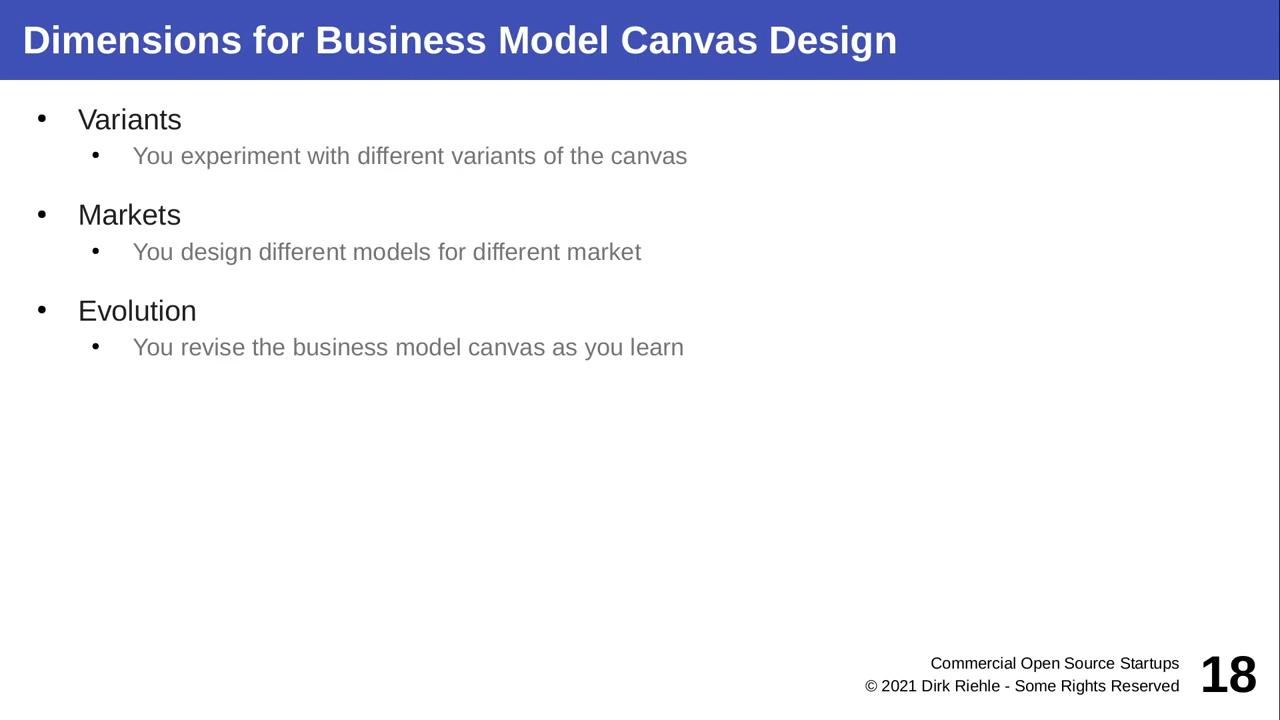 Dimensions for Business Model Canvas Design
• Variants
• You experiment with different variants of the canvas
• Markets
• You design different models for different market
• Evolution
• You revise the business model canvas as you learn
Commercial Open Source Startups
© 2021 Dirk Riehle - Some Rights Reserved
18